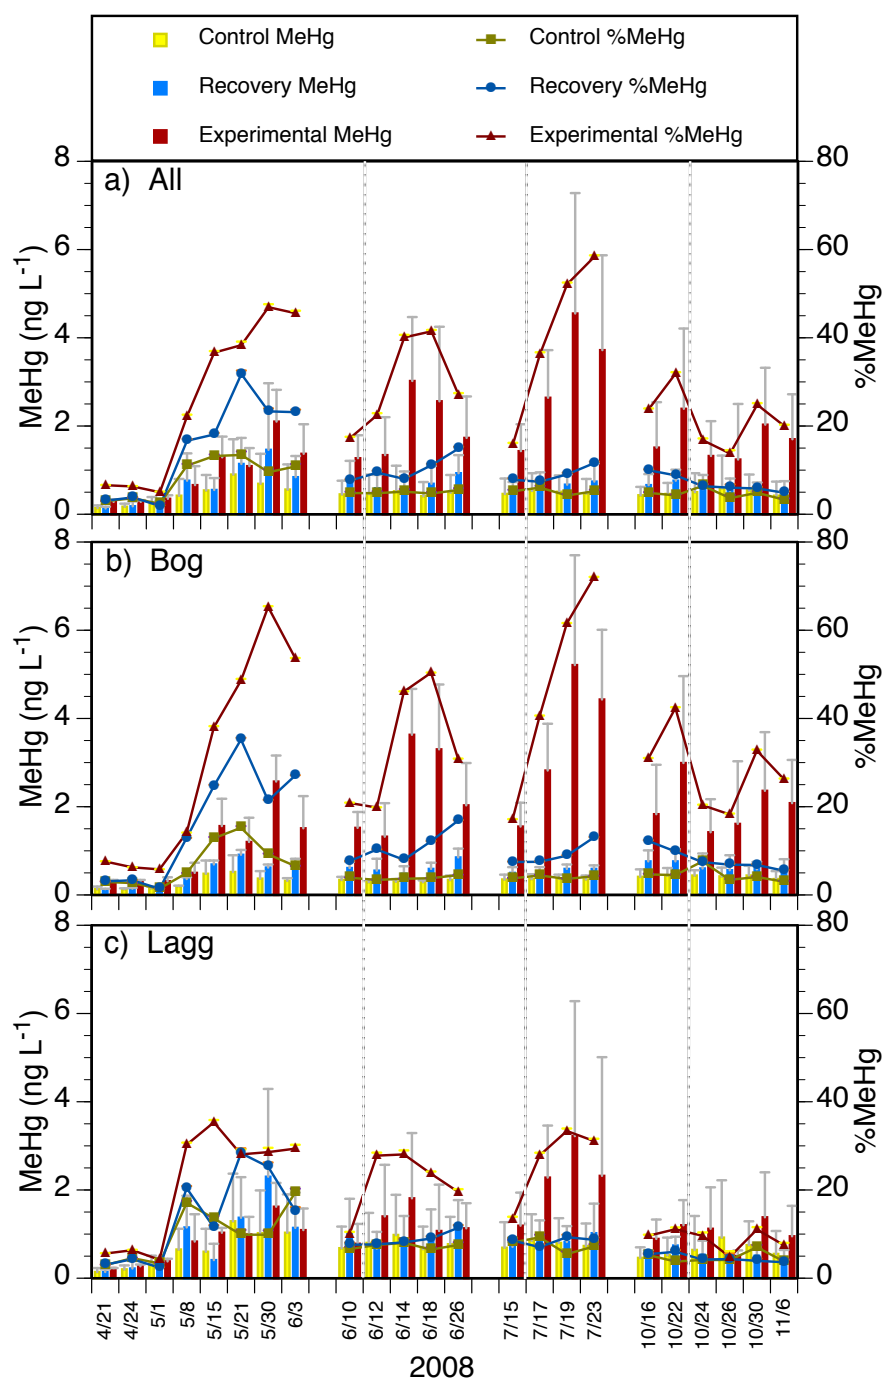 Control MeHg
Control %MeHg
Recovery MeHg
Recovery %MeHg
Experimental MeHg
Experimental %MeHg
a) All
8
6
4
2
0
80
60
40
20
0
MeHg (ng L⁻¹)
%MeHg
b) Bog
8
6
4
2
0
80
60
40
20
0
MeHg (ng L⁻¹)
%MeHg
c) Lagg
8
6
4
2
0
80
60
40
20
0
MeHg (ng L⁻¹)
%MeHg
4/21 4/24 5/1 5/8 5/15 5/21 5/30 6/3 6/10 6/12 6/14 6/18 6/26 7/15 7/17 7/19 7/23 10/16 10/22 10/24 10/26 10/30 11/6
2008